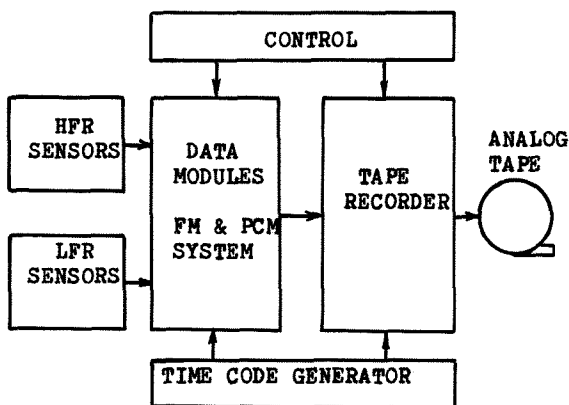 CONTROL
HFR
SENSORS
LFR
SENSORS
DATA
MODULES
FM & PCM
SYSTEM
TAPE
RECORDER
ANALOG
TAPE
TIME CODE GENERATOR